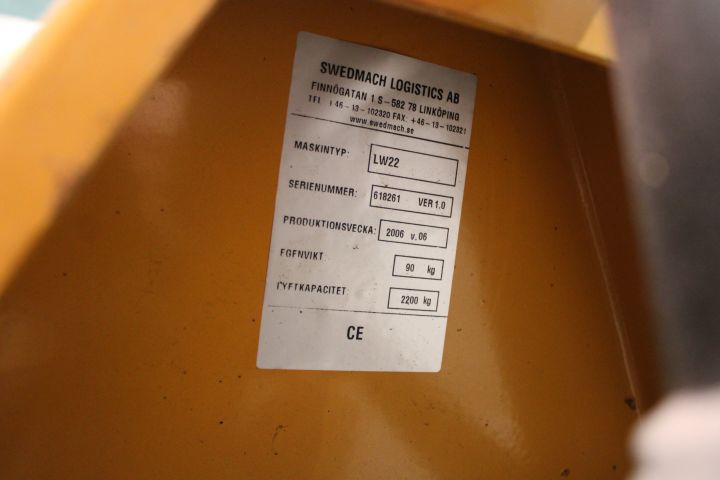 SWEDMACH LOGISTICS AB
FINNÖGATAN 1 S-582 78 LINKÖPING
TEL +46-13-102320 FAX. +46-13-102321
www.swedmach.se
MASKINTYP: LW22
SERIENUMMER: 618261 VER 1.0
PRODUKTIONSVECKA: 2006 v.06
EGENVIKT 90 kg
LYFTKAPACITET: 2200 kg
CE